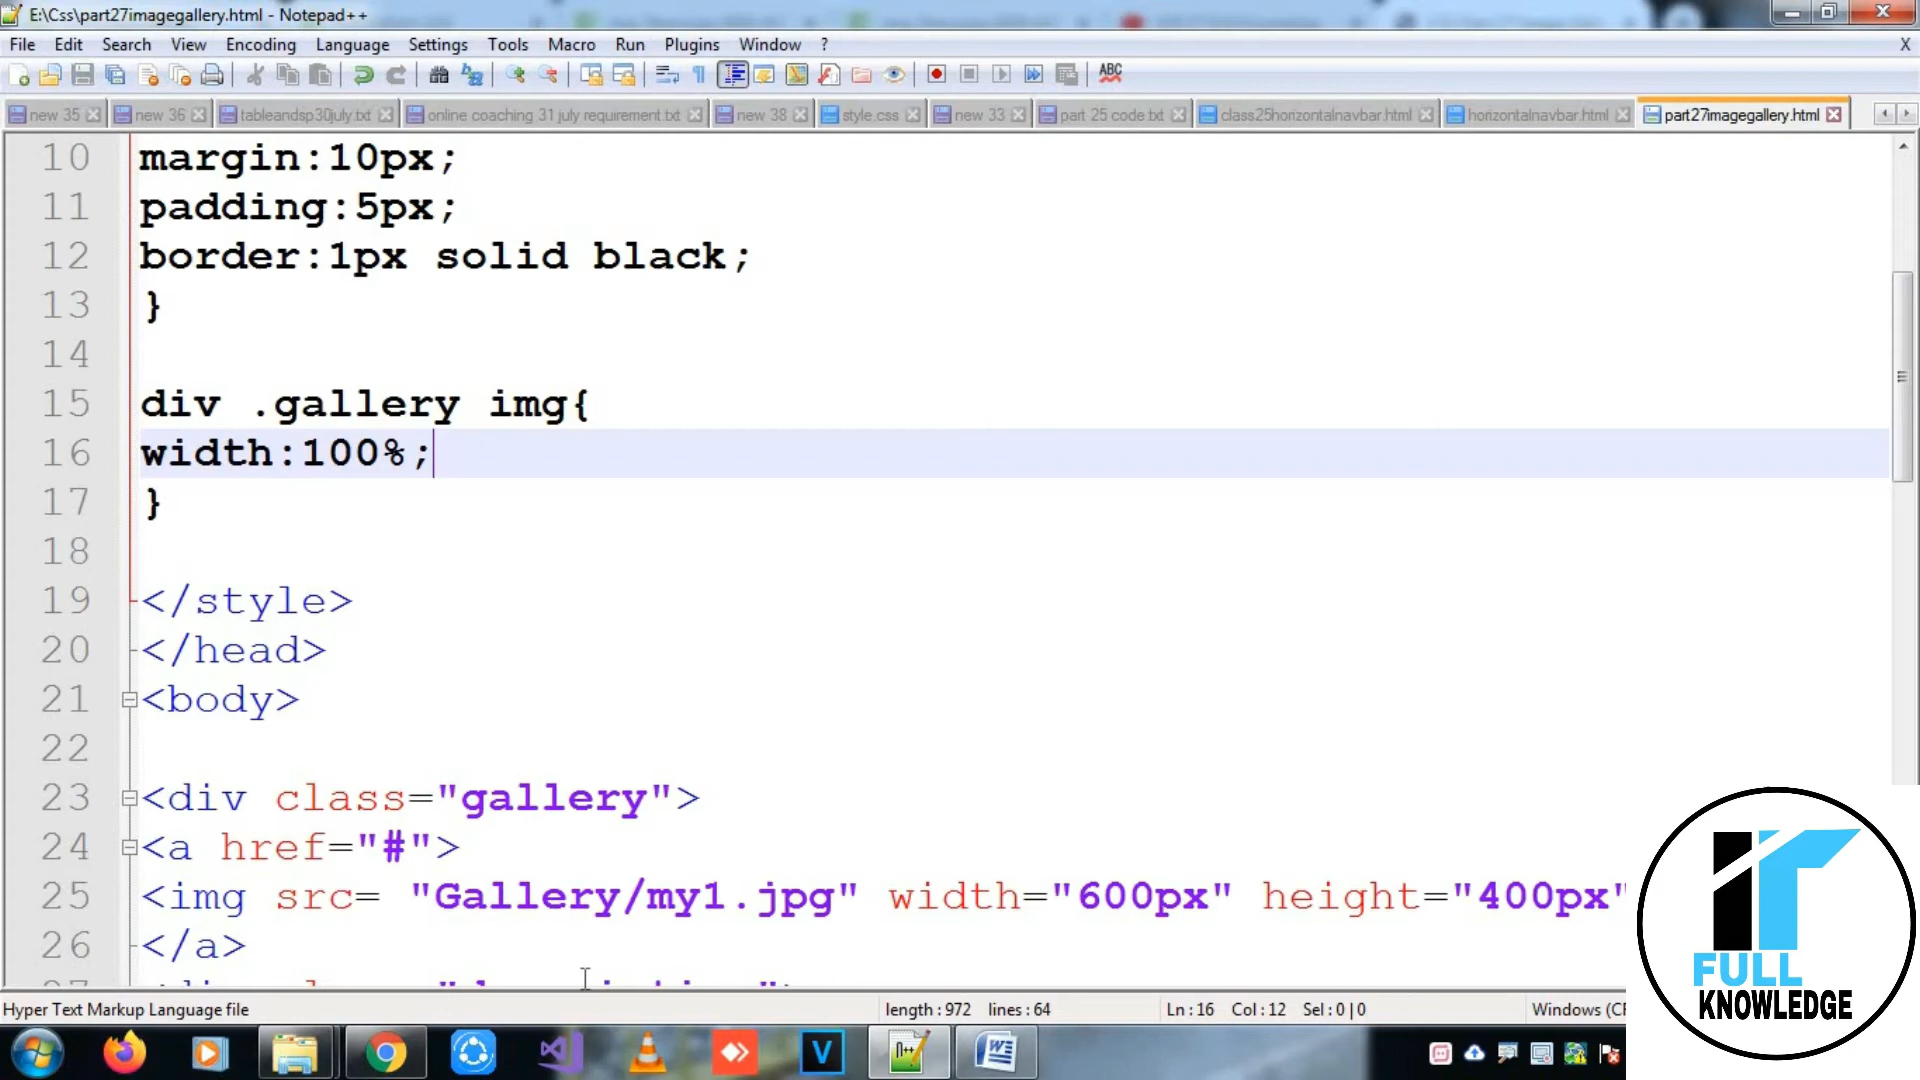 E:\Css\part27imagegallery.html - Notepad++
File Edit Search View Encoding Language Settings Tools Macro Run Plugins Window ? X
ABC
new 35 new 36 tableandsp30july.txt online coaching 31 july requirement.txt new 38 style.css new 33 part 25 code.txt class25horizontalnavbar.html horizontalnavbar.html part27imagegallery.html
10 margin:10px;
11 padding:5px;
12 border:1px solid black;
13 }
14
15 div .gallery img{
16 width:100%;
17 }
18
19 </style>
20 </head>
21 <body>
22
23 <div class="gallery">
24 <a href="#">
25 <img src= "Gallery/my1.jpg" width="600px" height="400px"
26 </a>
FULL
KNOWLEDGE
Hyper Text Markup Language file length : 972 lines : 64 Ln : 16 Col : 12 Sel : 0 | 0 Windows (CR